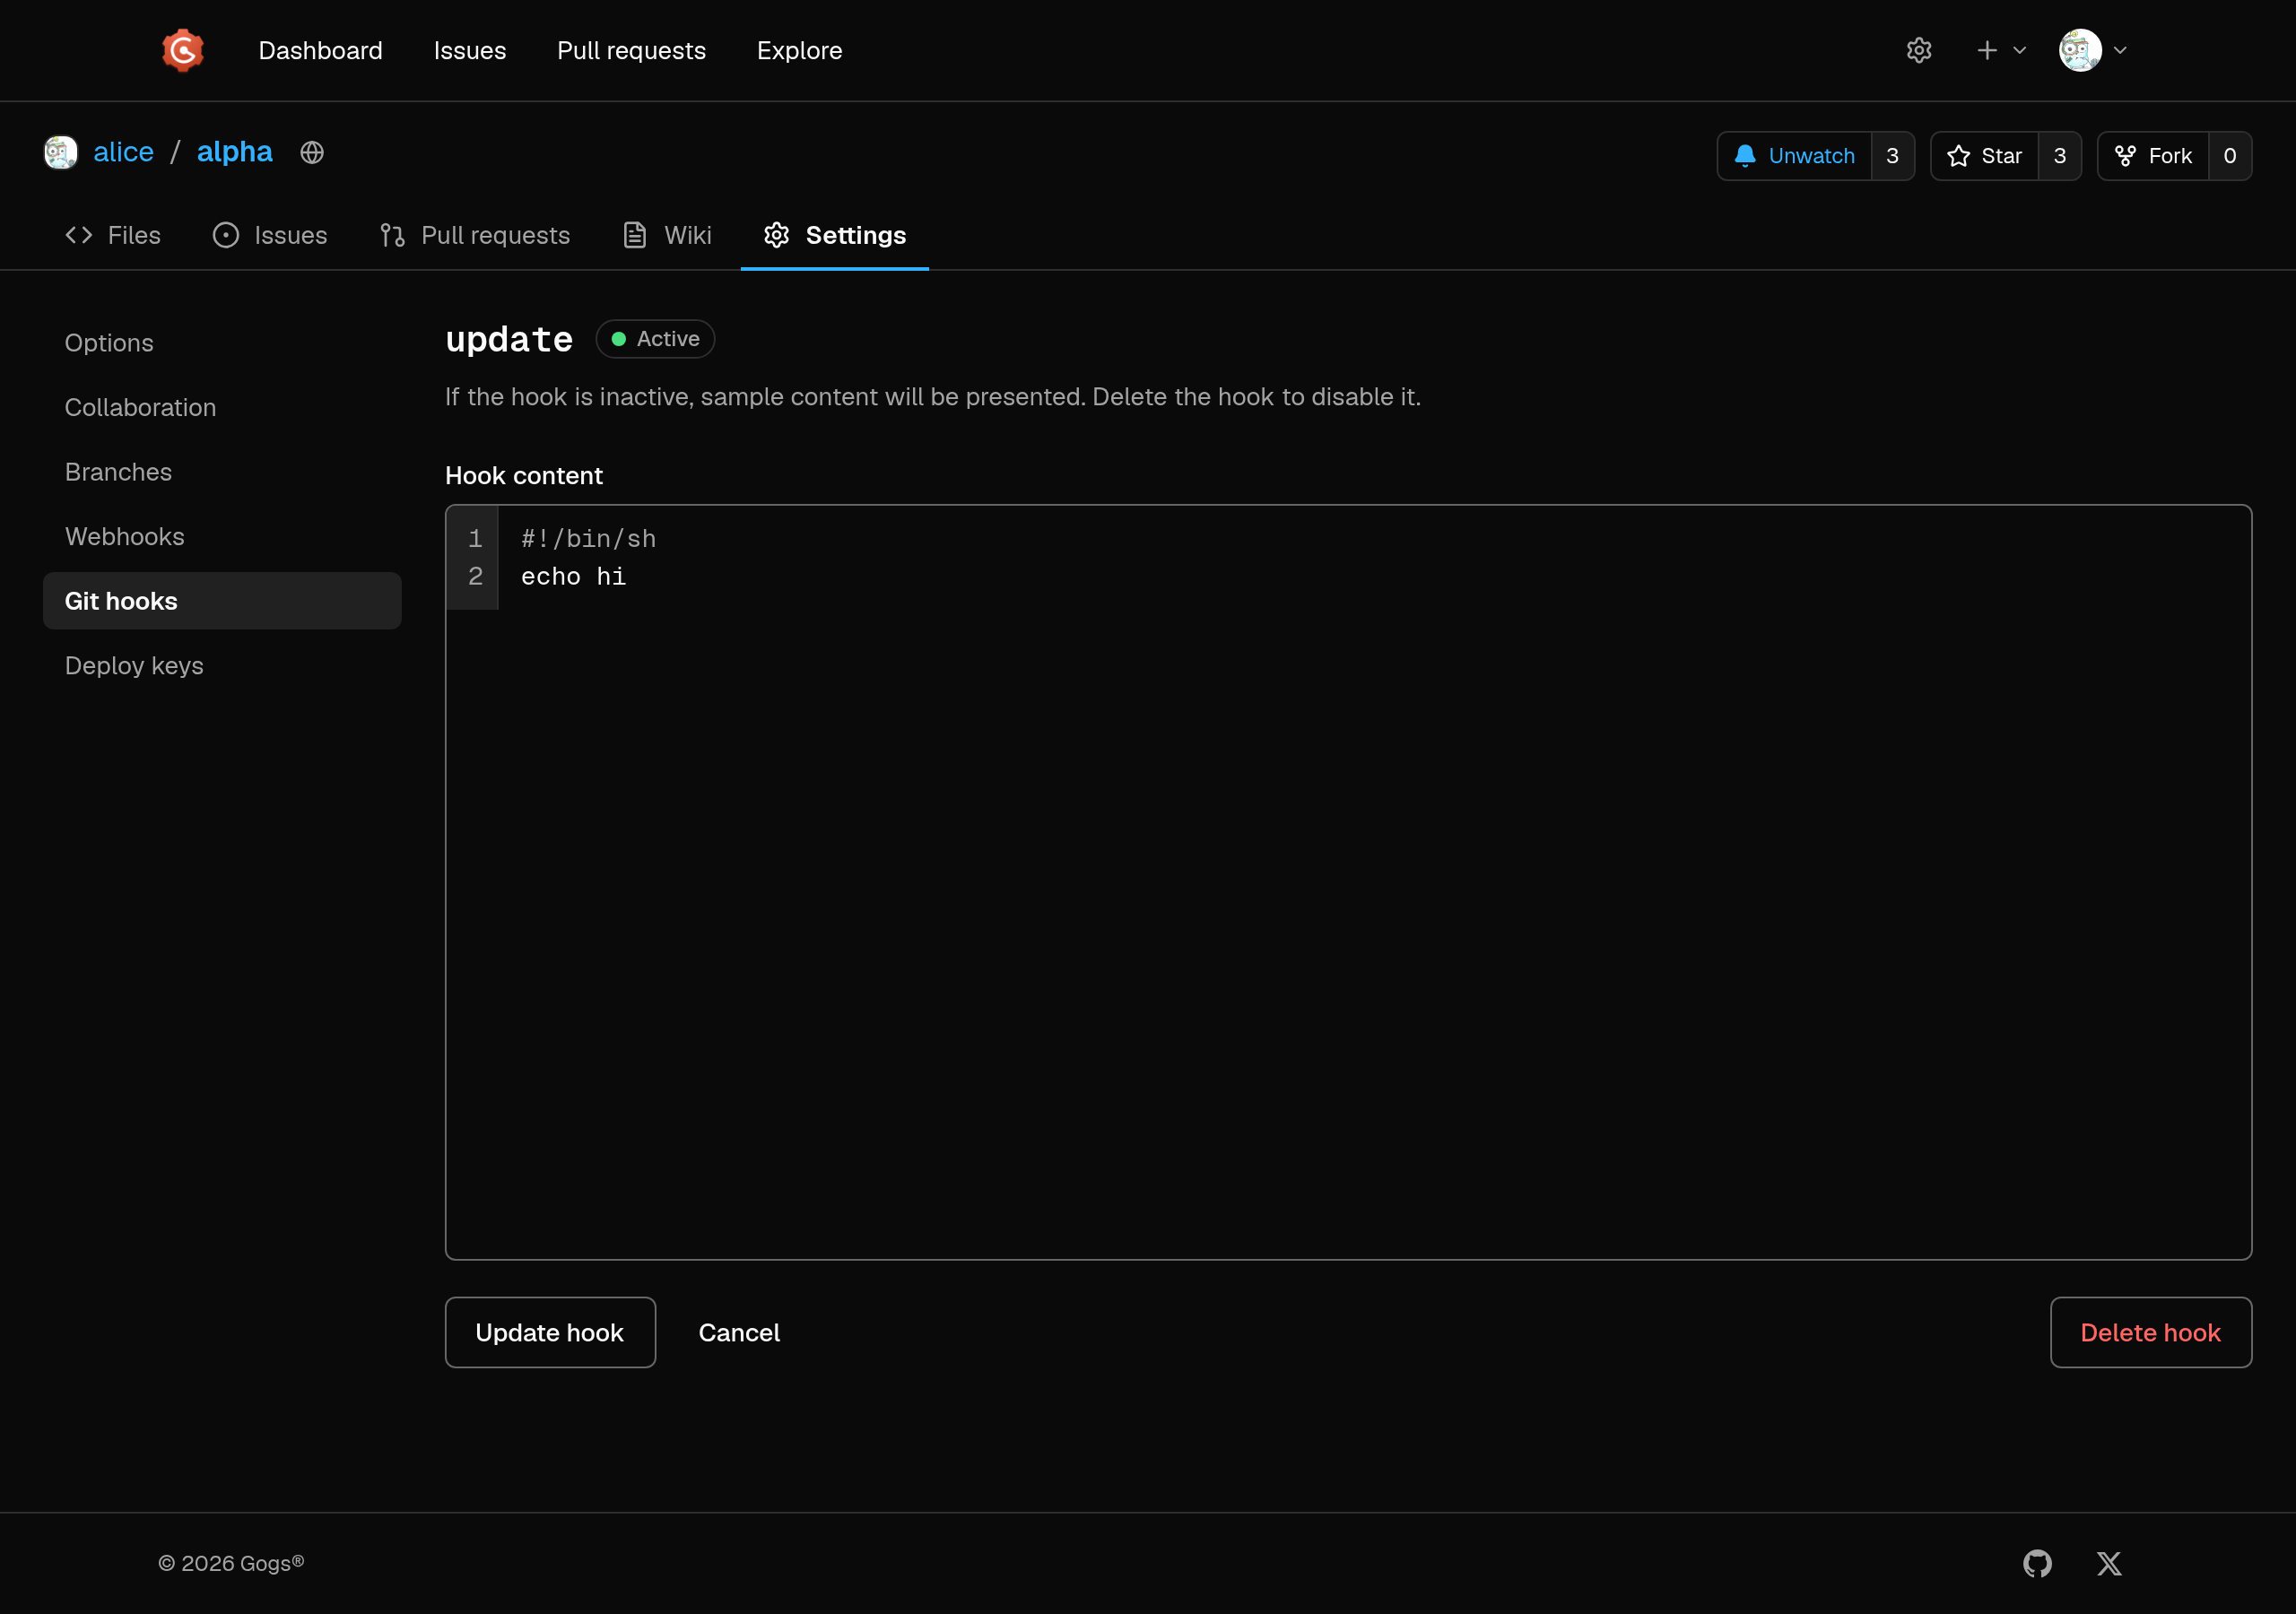 Dashboard Issues Pull requests Explore
alice / alpha
Unwatch 3 Star 3 Fork 0
Files Issues Pull requests Wiki Settings
Options
Collaboration
Branches
Webhooks
Git hooks
Deploy keys
update Active
If the hook is inactive, sample content will be presented. Delete the hook to disable it.
Hook content
1 #!/bin/sh
2 echo hi
Update hook Cancel Delete hook
© 2026 Gogs®